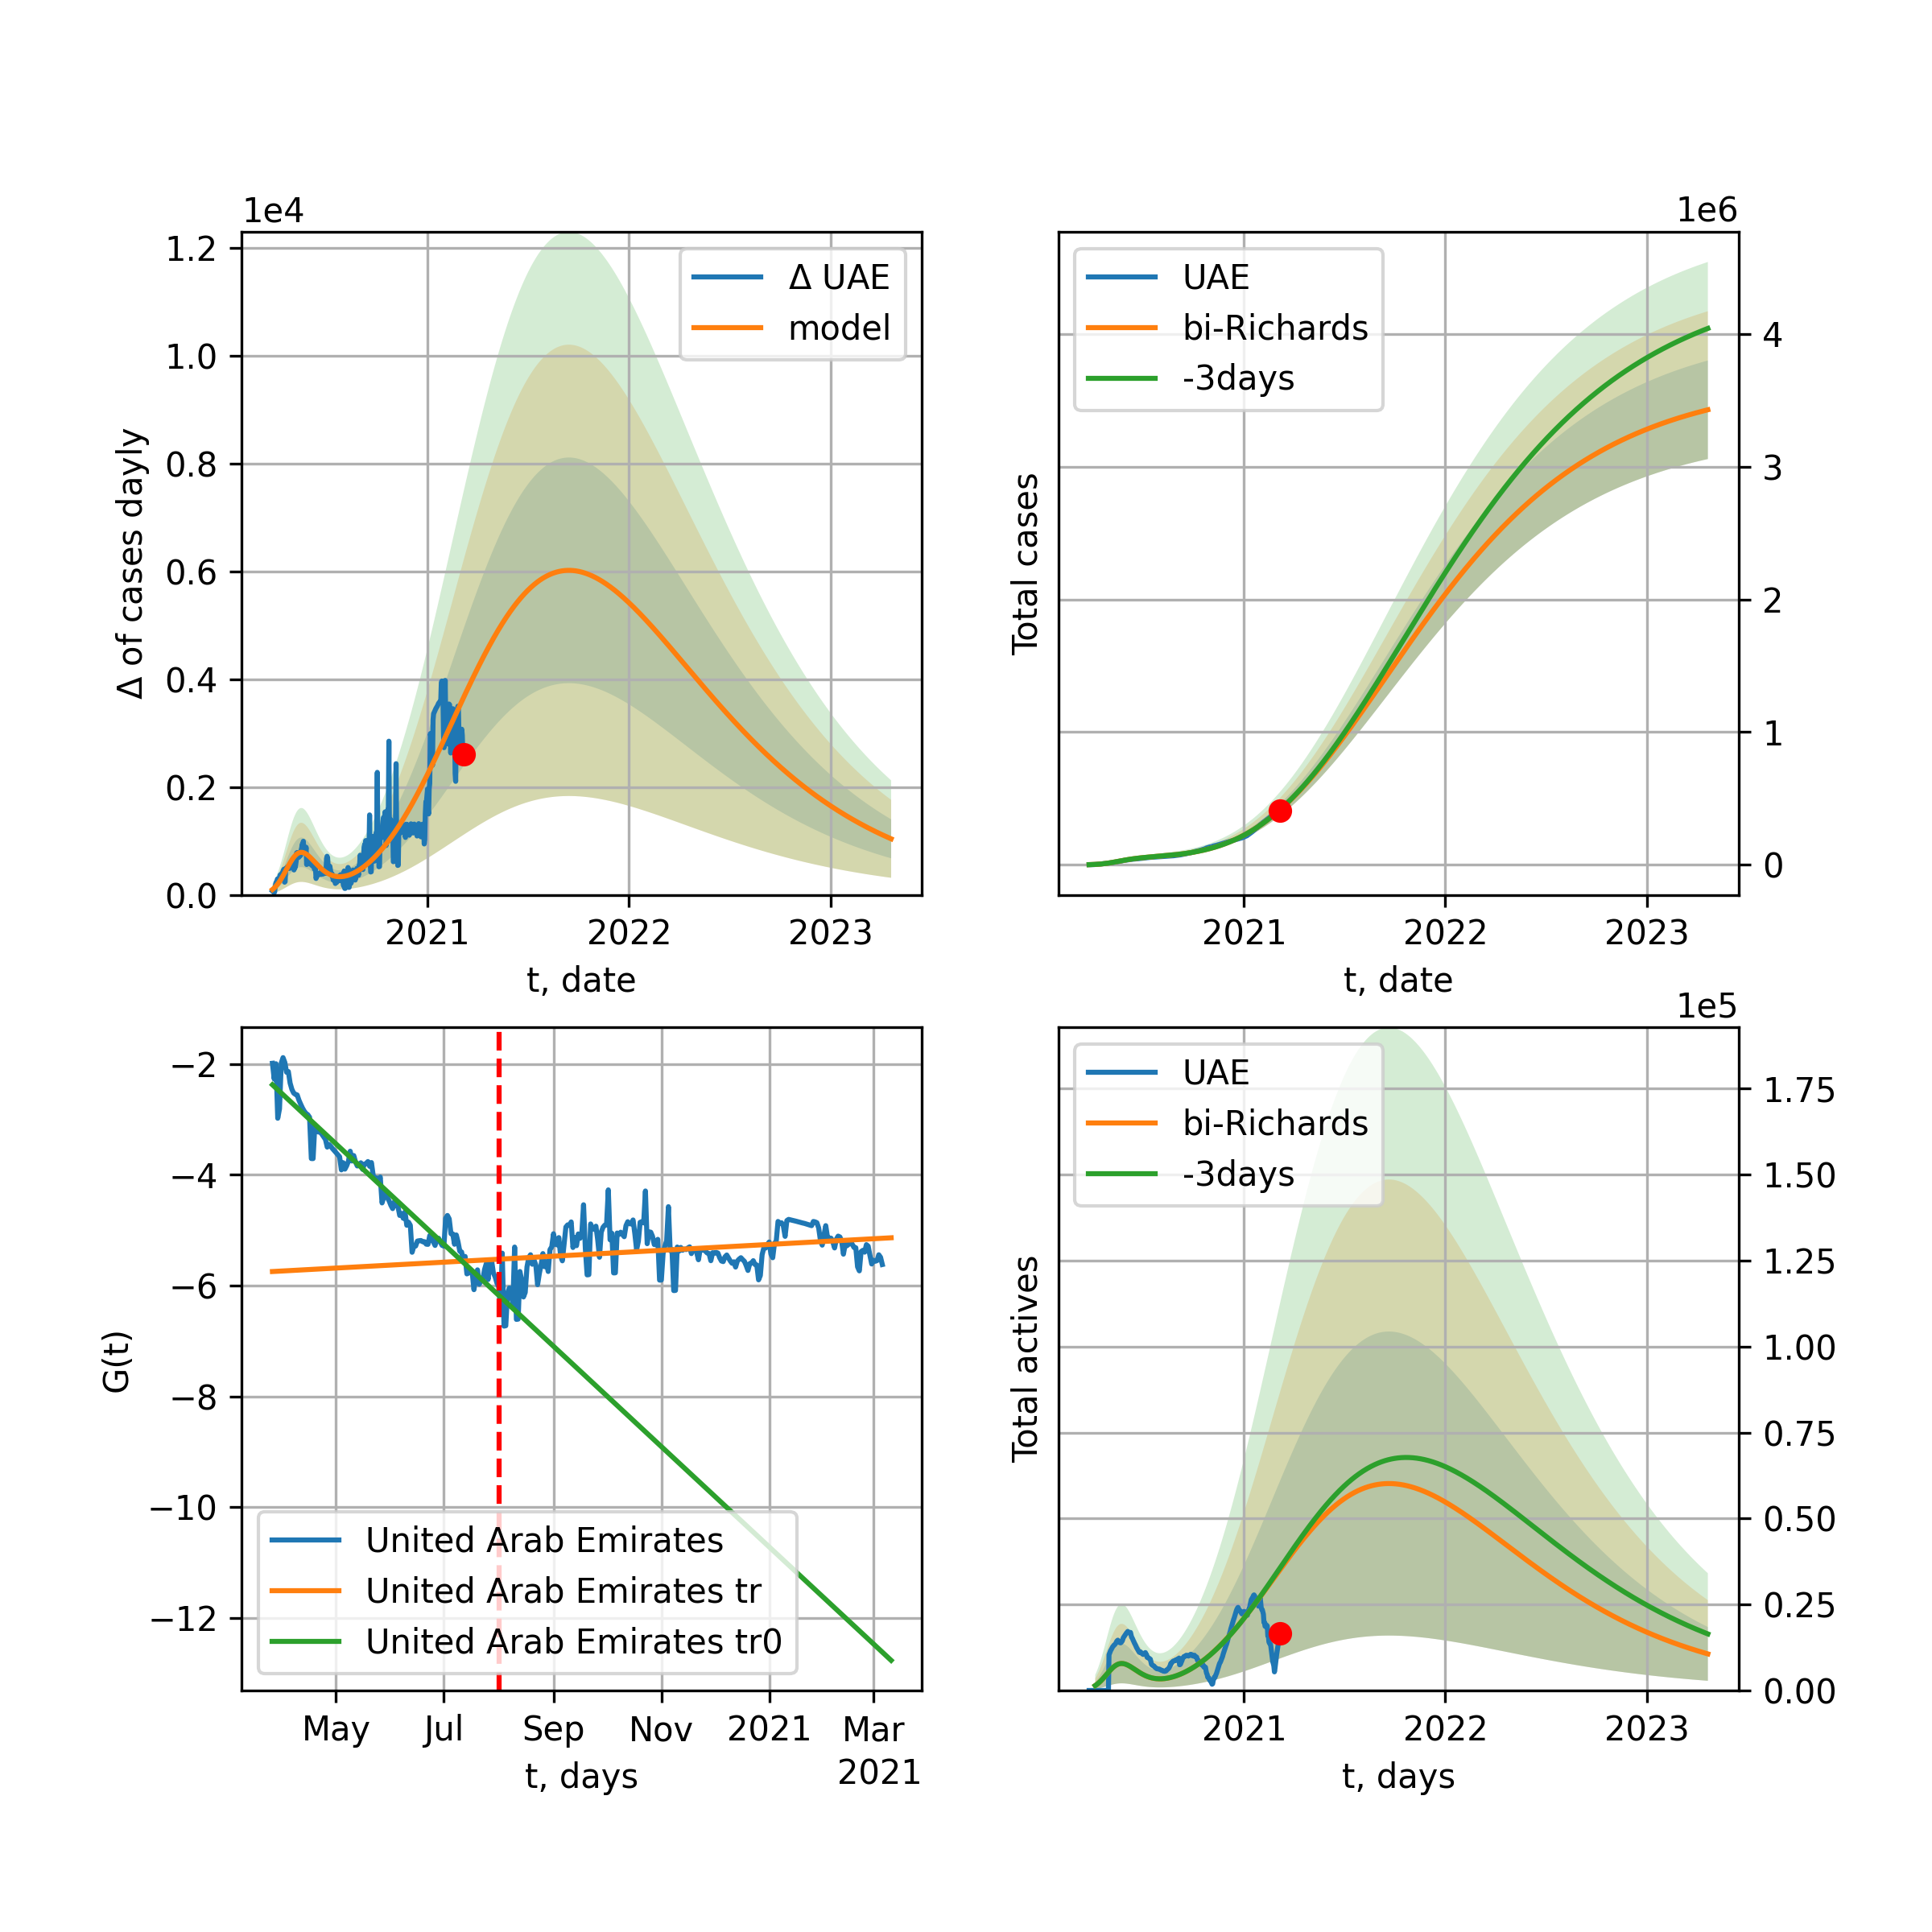 1e4
1.2
1.0
0.8
0.6
0.4
0.2
0.0
Δ of cases dayly
Δ UAE
model
2021 2022 2023
t, date
1e6
UAE
bi-Richards
-3days
Total cases
4
3
2
1
0
2021 2022 2023
t, date
−2
−4
−6
−8
−10
−12
G(t)
United Arab Emirates
United Arab Emirates tr
United Arab Emirates tr0
May Jul Sep Nov 2021 Mar
2021
t, days
1e5
UAE
bi-Richards
-3days
Total actives
1.75
1.50
1.25
1.00
0.75
0.50
0.25
0.00
2021 2022 2023
t, days